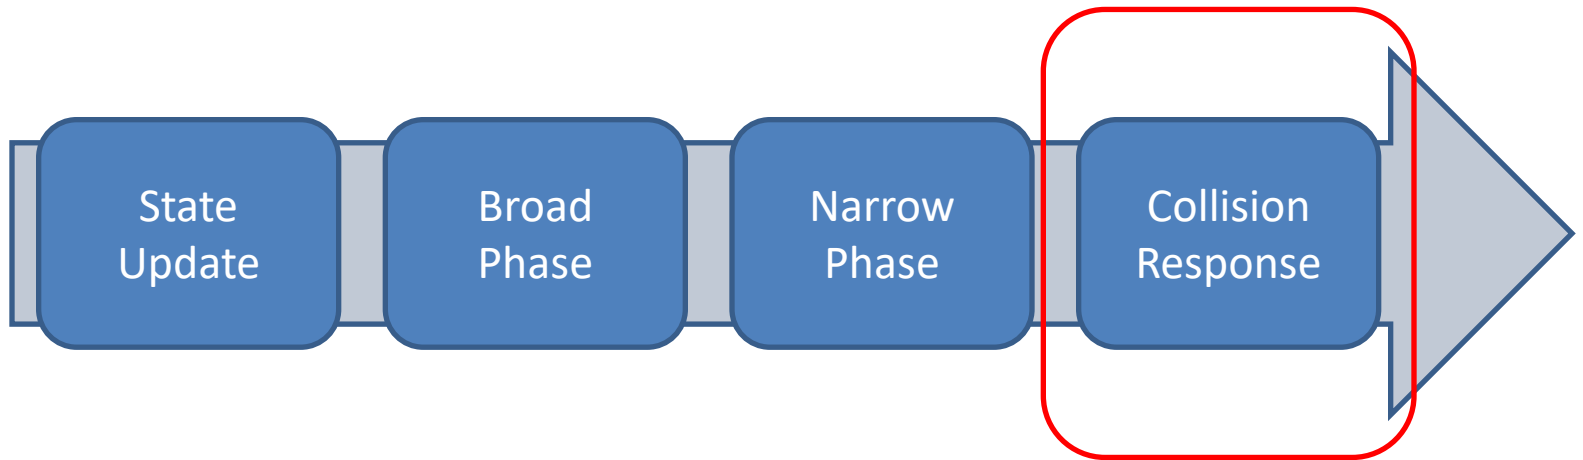 State
Update
Broad
Phase
Narrow
Phase
Collision
Response